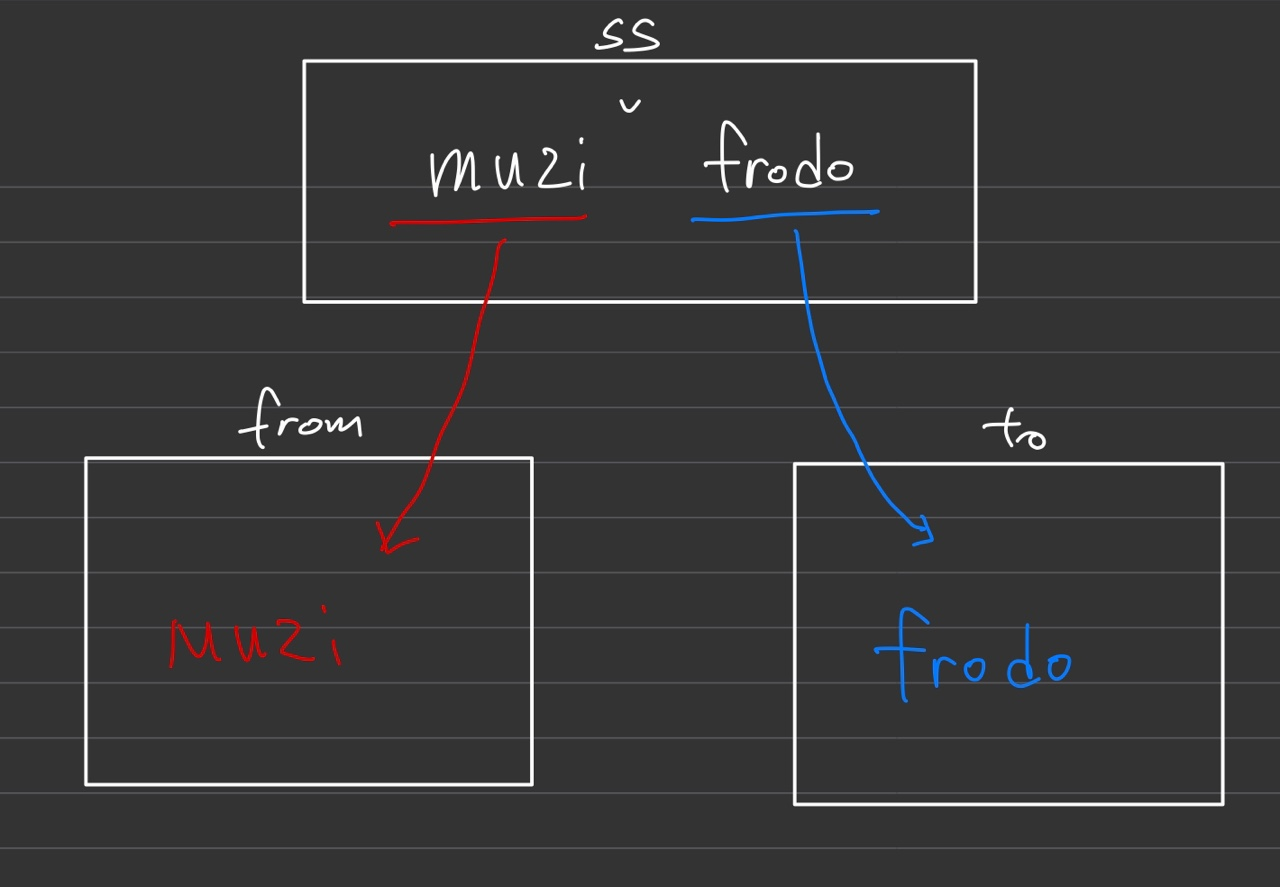 ss
muzi ˅ frodo
from
to
muzi
frodo